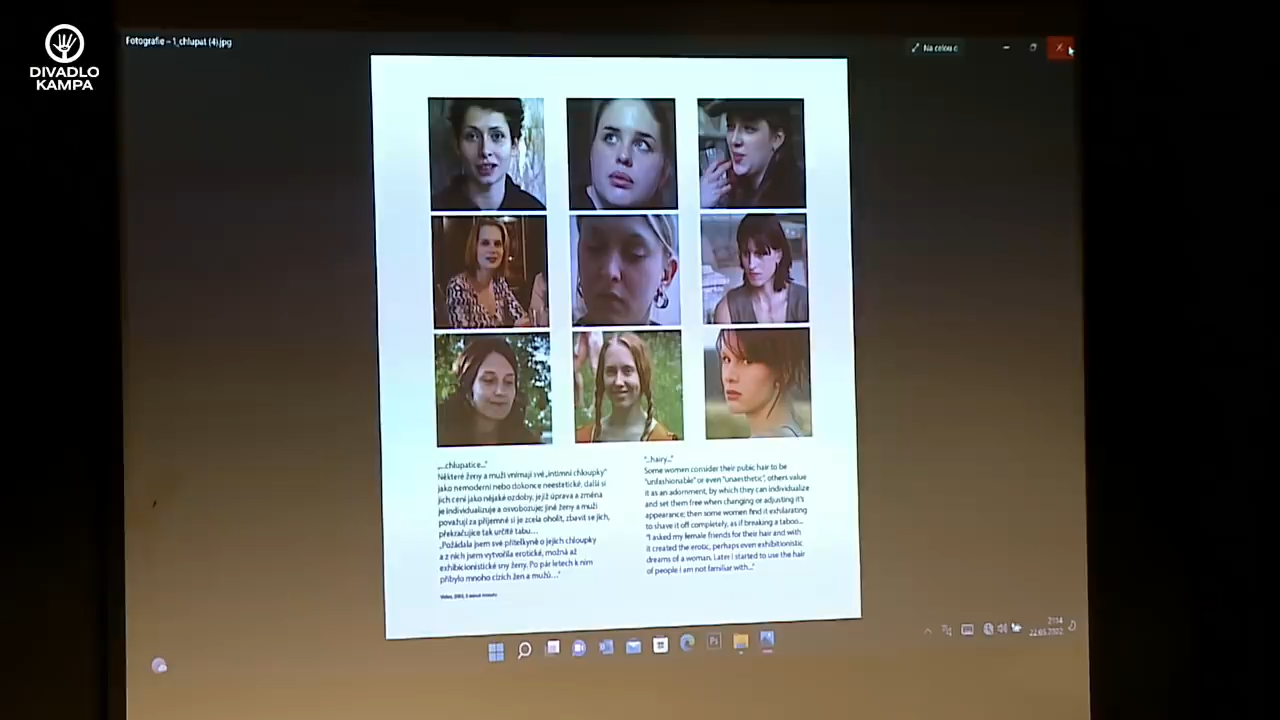 DIVADLO
KAMPA
Fotografie – 1_chlupat (4).jpg
Na celou o
„...chlupatice...“
Některé ženy a muži vnímají své „intimní chloupky“
jako nemoderní nebo dokonce neestetické, další si
jich cení jako nějaké ozdoby, jejíž úprava a změna
je individualizuje a osvobozuje; jiné ženy a muži
považují za příjemné si je zcela oholit, zbavit se jich,
překračujíce tak určité tabu...
„Požádala jsem své přítelkyně o jejich chloupky
a z nich jsem vytvořila erotické, možná až
exhibicionistické sny ženy. Po pár letech k nim
přibylo mnoho cizích žen a mužů...“
"...hairy..."
Some women consider their pubic hair to be
"unfashionable" or even "unaesthetic", others value
it as an adornment, by which they can individualize
and set them free when changing or adjusting it's
appearance; then some women find it exhilarating
to shave it off completely, as if breaking a taboo...
"I asked my female friends for their hair and with
it created the erotic, perhaps even exhibitionistic
dreams of a woman. Later I started to use the hair
of people I am not familiar with..."
Ps
21:14
22.05.2022